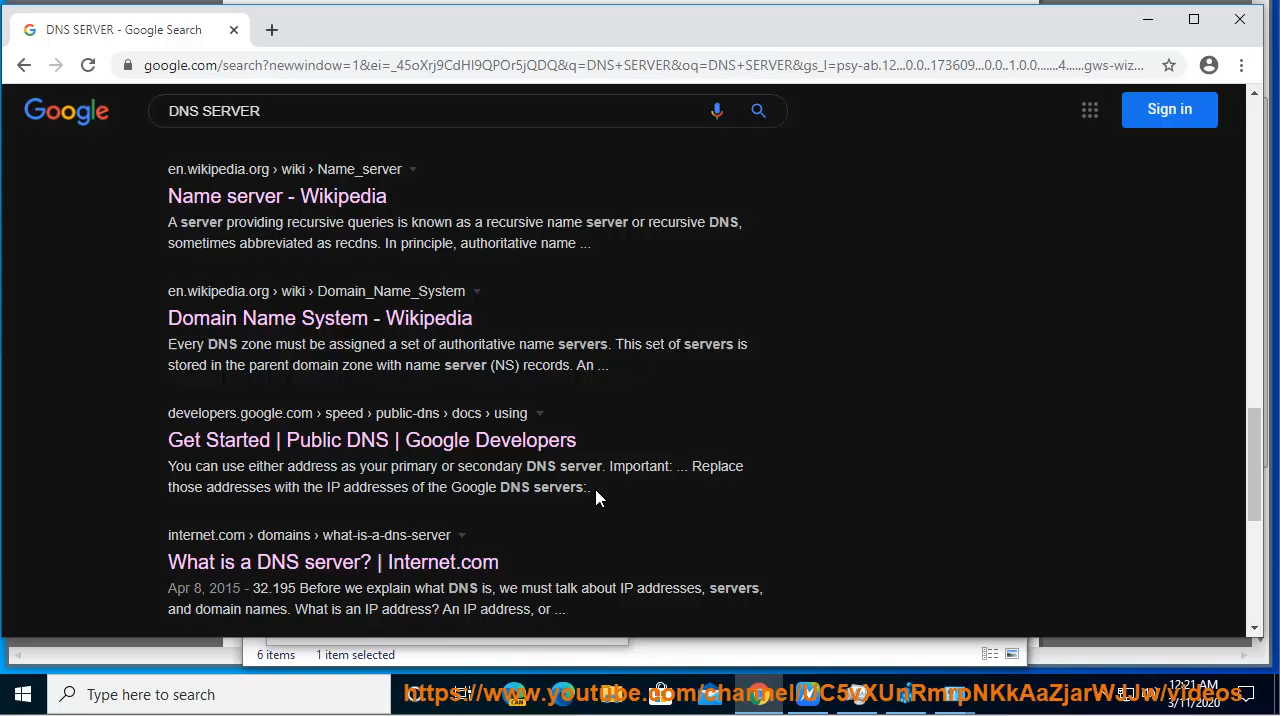 DNS SERVER - Google Search
google.com/search?newwindow=1&ei=_45oXrj9CdHI9QPOr5jQDQ&q=DNS+SERVER&oq=DNS+SERVER&gs_l=psy-ab.12...0.0..173609...0.0..1.0.0.......4.....gws-wiz...
Google
DNS SERVER
Sign in
en.wikipedia.org › wiki › Name_server
Name server - Wikipedia
A server providing recursive queries is known as a recursive name server or recursive DNS,
sometimes abbreviated as recdns. In principle, authoritative name ...
en.wikipedia.org › wiki › Domain_Name_System
Domain Name System - Wikipedia
Every DNS zone must be assigned a set of authoritative name servers. This set of servers is
stored in the parent domain zone with name server (NS) records. An ...
developers.google.com › speed › public-dns › docs › using
Get Started | Public DNS | Google Developers
You can use either address as your primary or secondary DNS server. Important: ... Replace
those addresses with the IP addresses of the Google DNS servers:.
internet.com › domains › what-is-a-dns-server
What is a DNS server? | Internet.com
Apr 8, 2015 - 32.195 Before we explain what DNS is, we must talk about IP addresses, servers,
and domain names. What is an IP address? An IP address, or ...
6 items 1 item selected
Type here to search
12:21 AM
3/11/2020